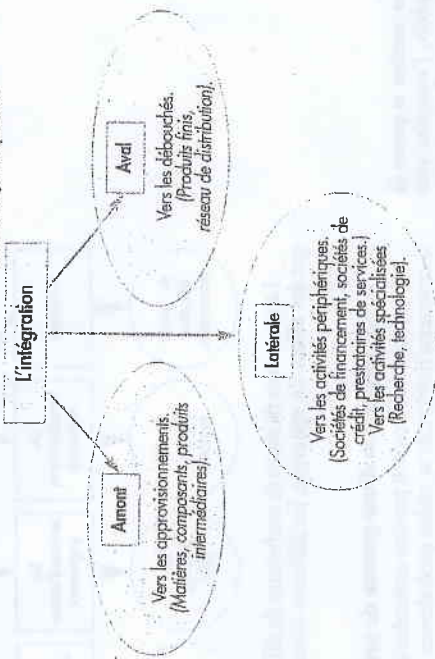 L'intégration
Amont
Vers les approvisionnements.
(Matières, composants, produits
intermédiaires).
Aval
Vers les débouchés.
(Produits finis,
réseau de distribution).
Latérale
Vers les activités périphériques.
(Sociétés de financement, sociétés de
crédit, prestataires de services.)
Vers les activités spécialisées
(Recherche, technologie).